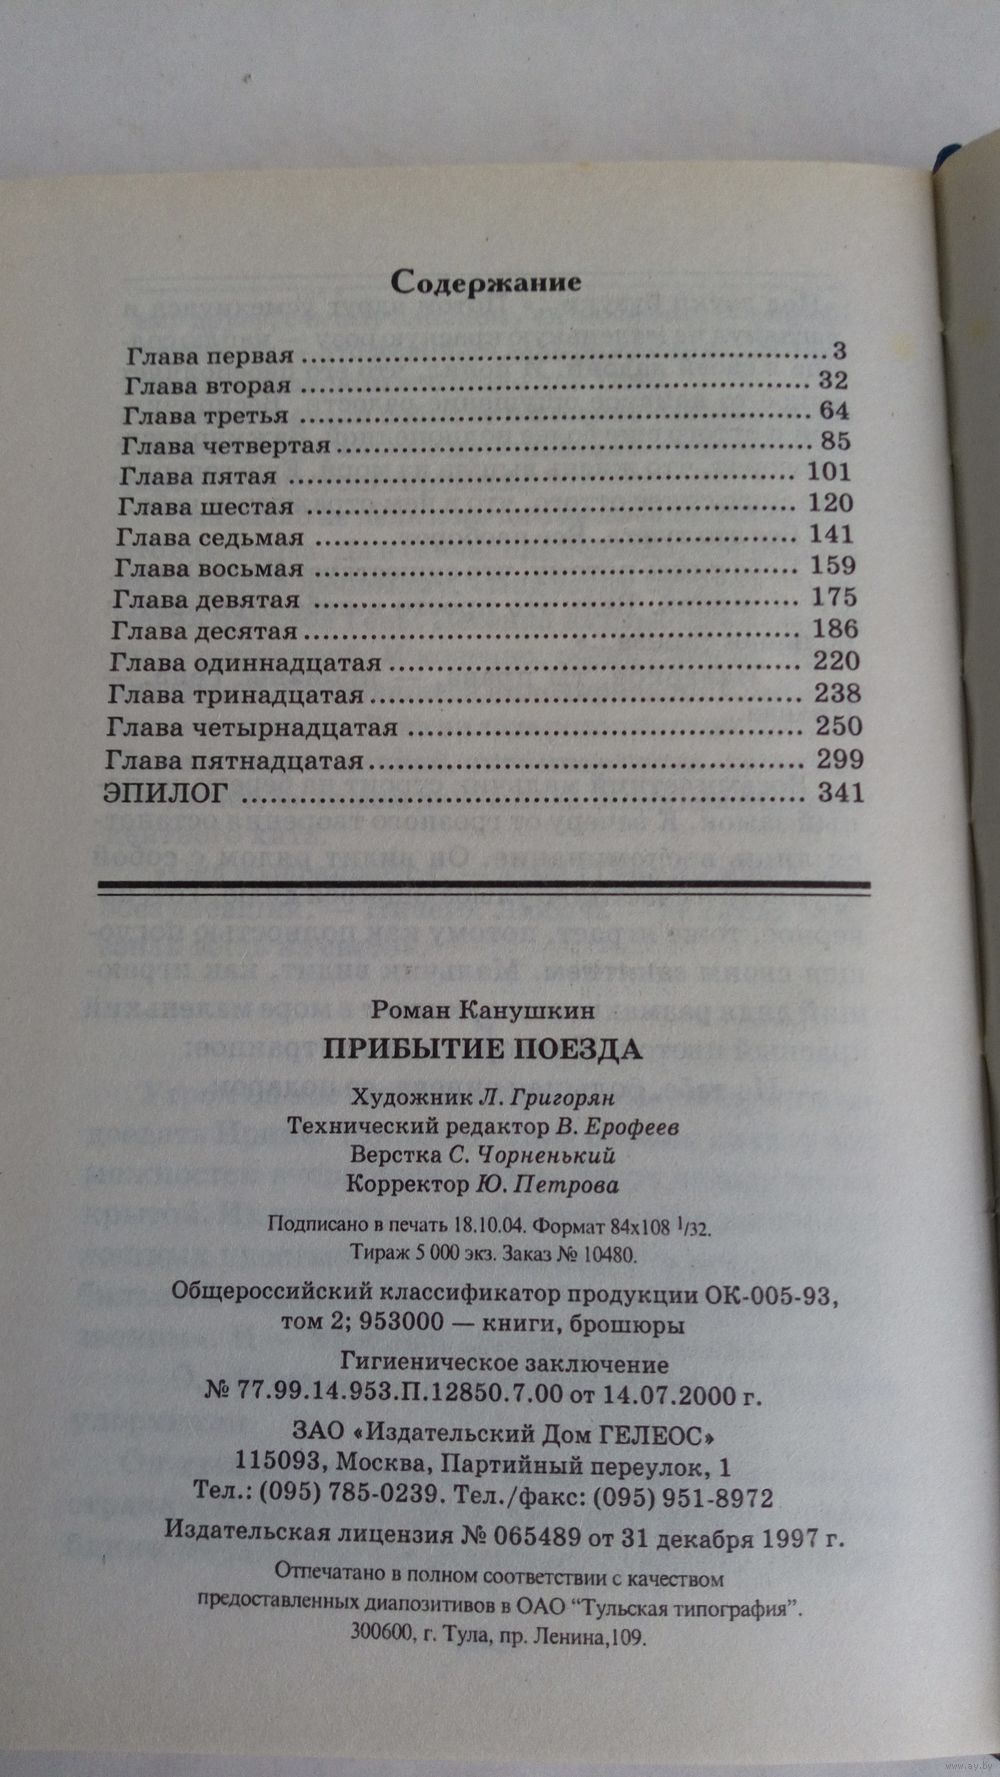 Содержание
Глава первая ........ 3
Глава вторая ........ 32
Глава третья ........ 64
Глава четвертая ........ 85
Глава пятая ........ 101
Глава шестая ........ 120
Глава седьмая ........ 141
Глава восьмая ........ 159
Глава девятая ........ 175
Глава десятая ........ 186
Глава одиннадцатая ........ 220
Глава тринадцатая ........ 238
Глава четырнадцатая ........ 250
Глава пятнадцатая ........ 299
ЭПИЛОГ ........ 341
Роман Канушкин
ПРИБЫТИЕ ПОЕЗДА
Художник Л. Григорян
Технический редактор В. Ерофеев
Верстка С. Чорненький
Корректор Ю. Петрова
Подписано в печать 18.10.04. Формат 84х108 1/32.
Тираж 5 000 экз. Заказ № 10480.
Общероссийский классификатор продукции ОК-005-93,
том 2; 953000 — книги, брошюры
Гигиеническое заключение
№ 77.99.14.953.П.12850.7.00 от 14.07.2000 г.
ЗАО «Издательский Дом ГЕЛЕОС»
115093, Москва, Партийный переулок, 1
Тел.: (095) 785-0239. Тел./факс: (095) 951-8972
Издательская лицензия № 065489 от 31 декабря 1997 г.
Отпечатано в полном соответствии с качеством
предоставленных диапозитивов в ОАО “Тульская типография”.
300600, г. Тула, пр. Ленина,109.
www.ay.by